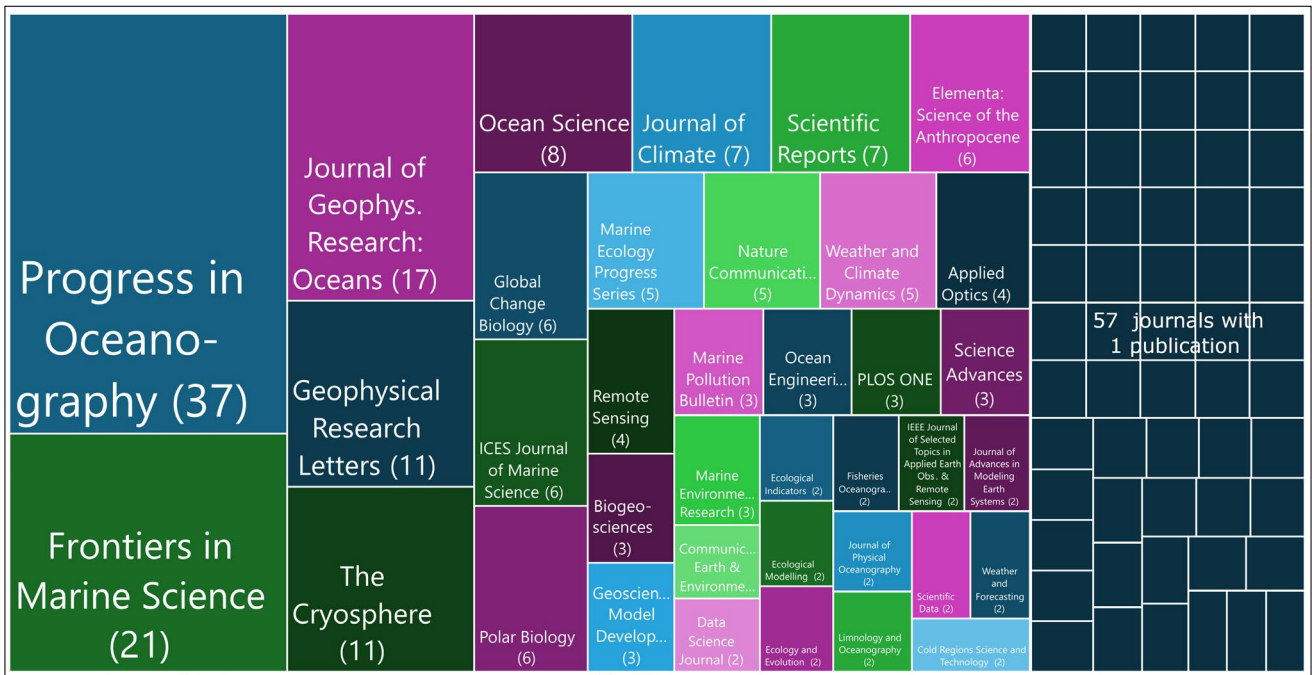 Progress in
Oceano-
graphy (37)
Frontiers in
Marine Science
(21)
Journal of
Geophys.
Research:
Oceans (17)
Geophysical
Research
Letters (11)
The
Cryosphere
(11)
Ocean Science
(8)
Journal of
Climate (7)
Scientific
Reports (7)
Elementa:
Science of the
Anthropocene
(6)
Global
Change
Biology (6)
ICES Journal
of Marine
Science (6)
Polar Biology
(6)
Marine
Ecology
Progress
Series (5)
Nature
Communicati...
(5)
Weather and
Climate
Dynamics (5)
Applied
Optics (4)
Remote
Sensing
(4)
Biogeo-
sciences
(3)
Geoscien...
Model
Develop...
(3)
Marine
Pollution
Bulletin (3)
Ocean
Engineeri...
(3)
PLOS ONE
(3)
Science
Advances
(3)
Marine
Environme...
Research (3)
Communic...
Earth &
Environme...
Data
Science
Journal (2)
Ecological
Indicators (2)
Ecological
Modelling (2)
Ecology and
Evolution (2)
Fisheries
Oceanogra...
(2)
IEEE Journal
of Selected
Topics in
Applied Earth
Obs. &
Remote
Sensing (2)
Journal of
Advances in
Modeling
Earth
Systems (2)
Journal of
Physical
Oceanography
(2)
Limnology and
Oceanography
(2)
Scientific
Data (2)
Weather
and
Forecasting
(2)
Cold Regions Science and
Technology (2)
57 journals with
1 publication